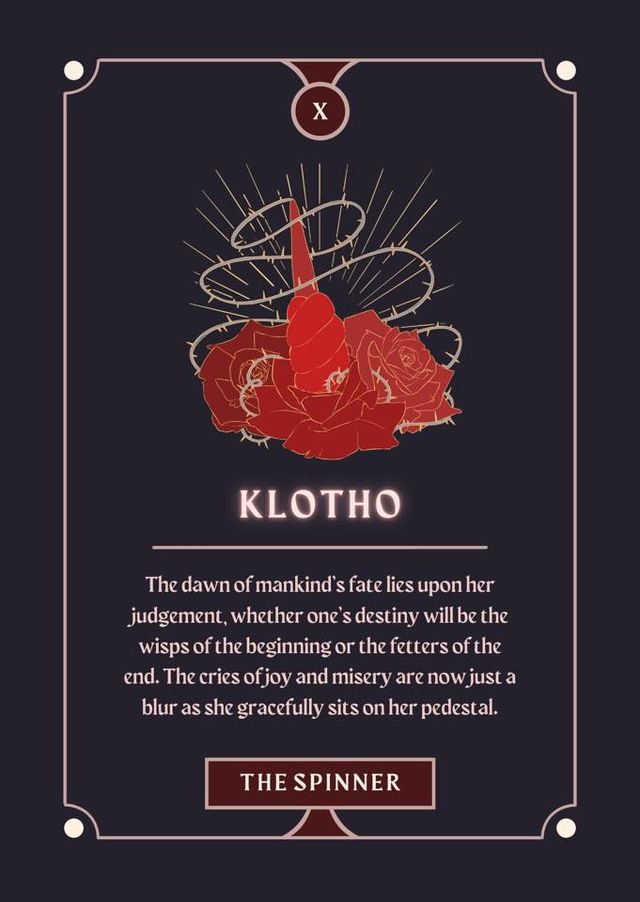 X
KLOTHO
The dawn of mankind's fate lies upon her
judgement, whether one's destiny will be the
wisps of the beginning or the fetters of the
end. The cries of joy and misery are now just a
blur as she gracefully sits on her pedestal.
THE SPINNER